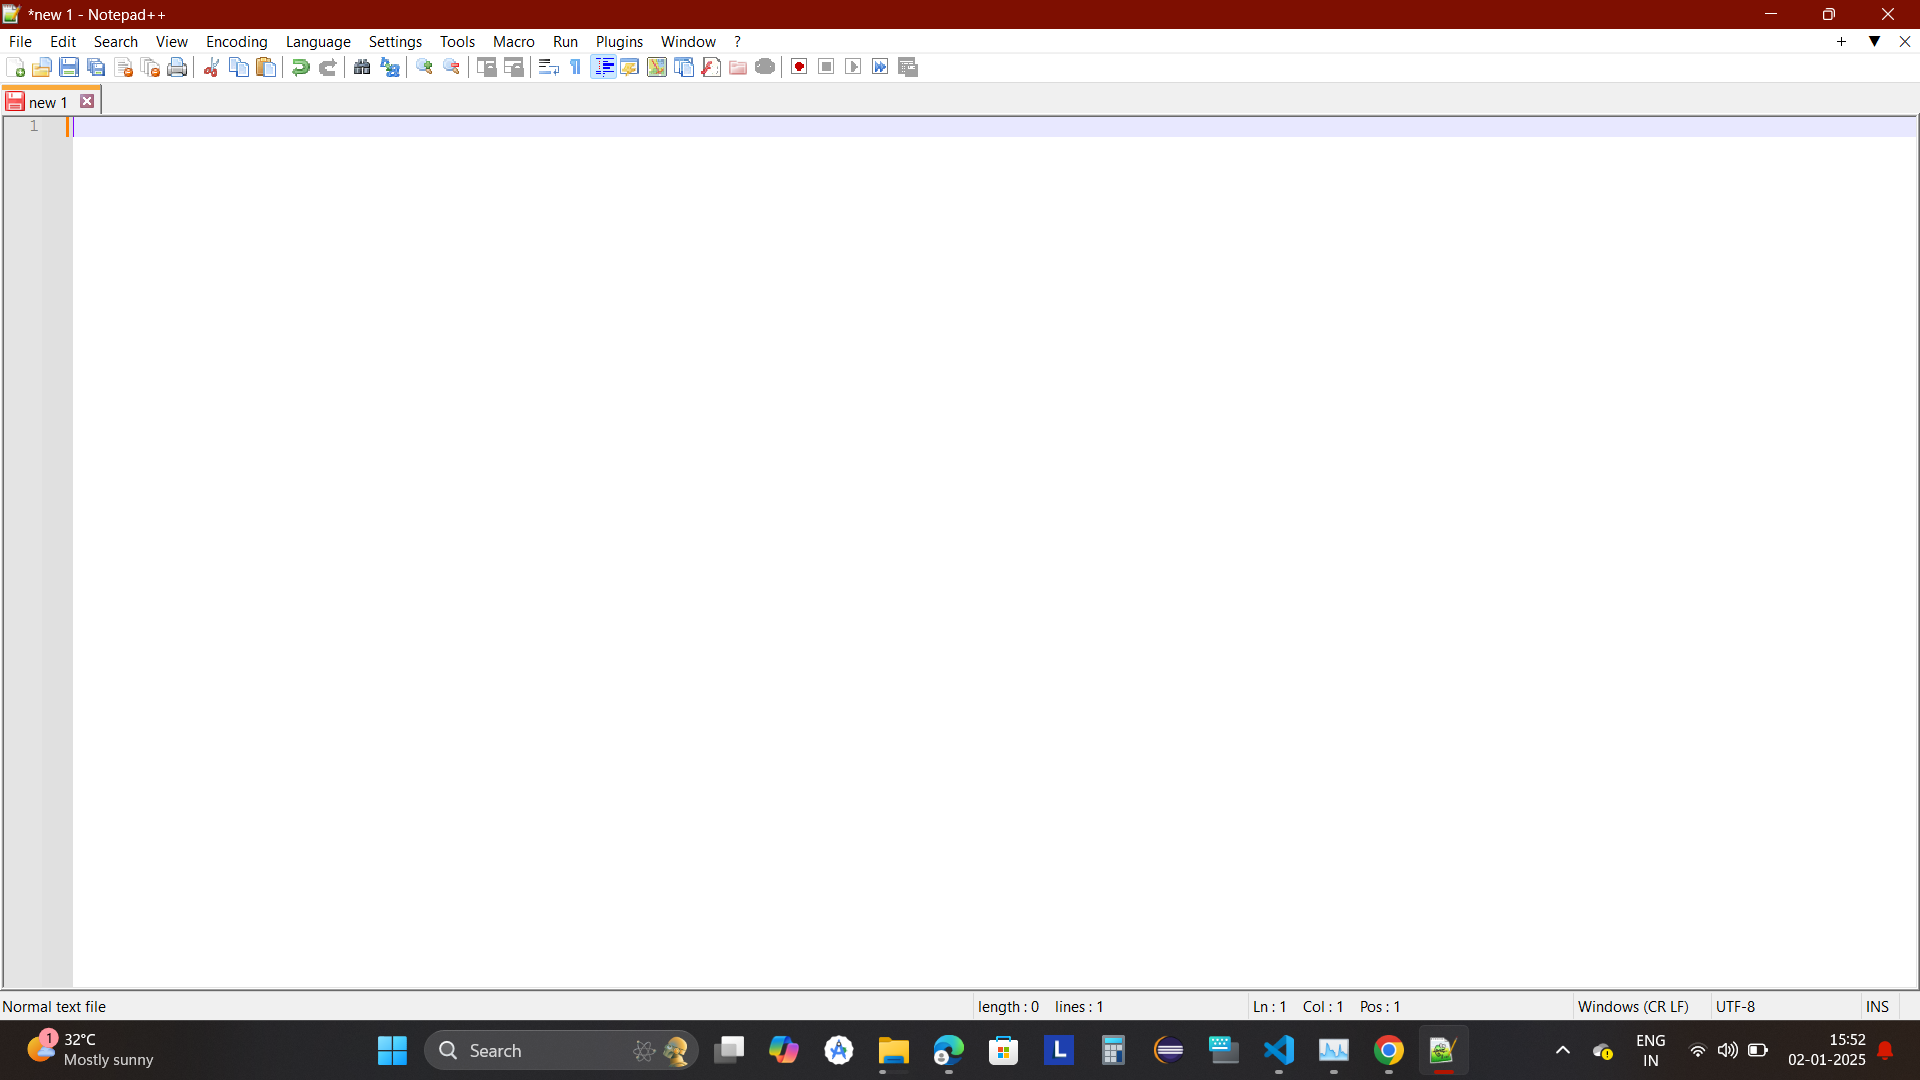 *new 1 - Notepad++
File Edit Search View Encoding Language Settings Tools Macro Run Plugins Window ?
new 1
1
Normal text file length : 0 lines : 1 Ln : 1 Col : 1 Pos : 1 Windows (CR LF) UTF-8 INS
1 32°C
Mostly sunny
Search
L
ENG
IN
15:52
02-01-2025